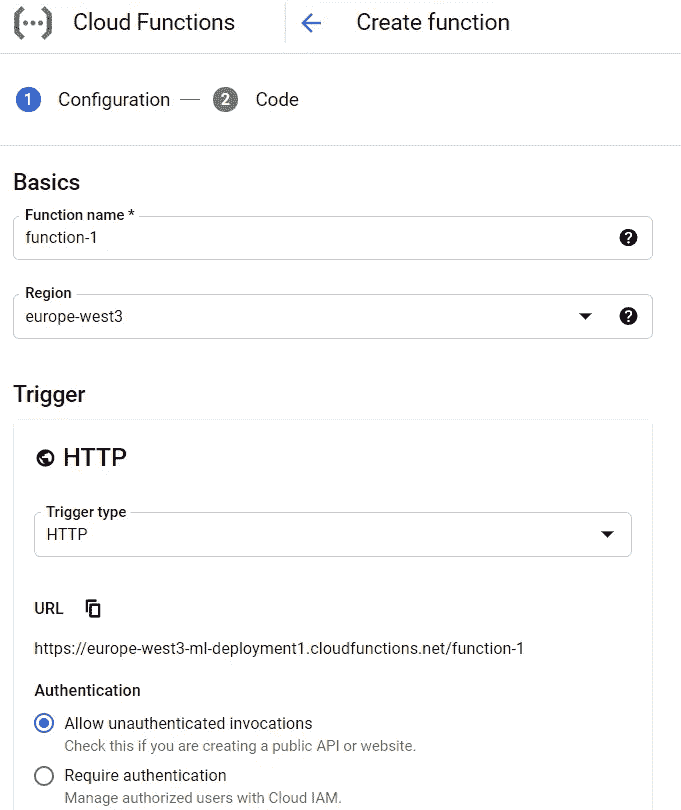 Cloud Functions
Create function
1 Configuration — 2 Code
Basics
Function name *
function-1
Region
europe-west3
Trigger
HTTP
Trigger type
HTTP
URL
https://europe-west3-ml-deployment1.cloudfunctions.net/function-1
Authentication
Allow unauthenticated invocations
Check this if you are creating a public API or website.
Require authentication
Manage authorized users with Cloud IAM.